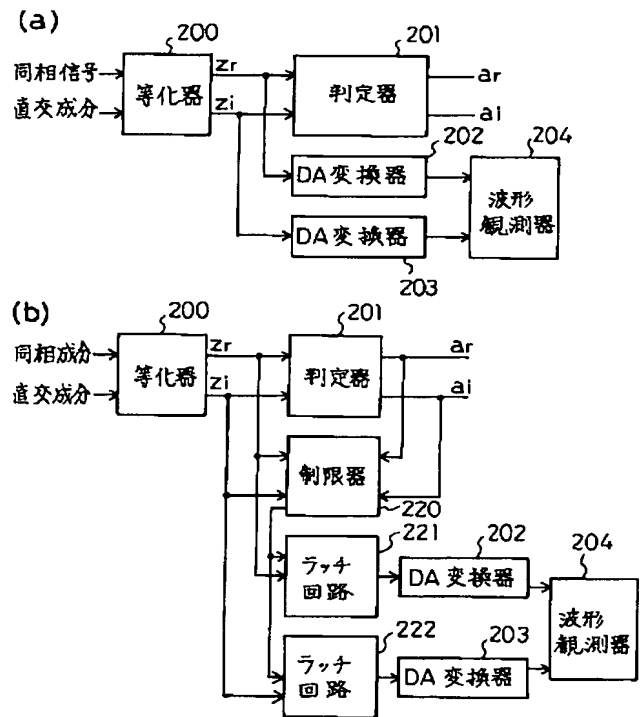 (a)
200
201
同相信号
直交成分
等化器
zr
zi
判定器
ar
ai
202
204
DA変換器
DA変換器
203
波形
観測器
(b)
200
201
同相成分
直交成分
等化器
zr
zi
判定器
ar
ai
制限器
220
221
202
204
ラッチ
回路
DA変換器
波形
観測器
222
203
ラッチ
回路
DA変換器